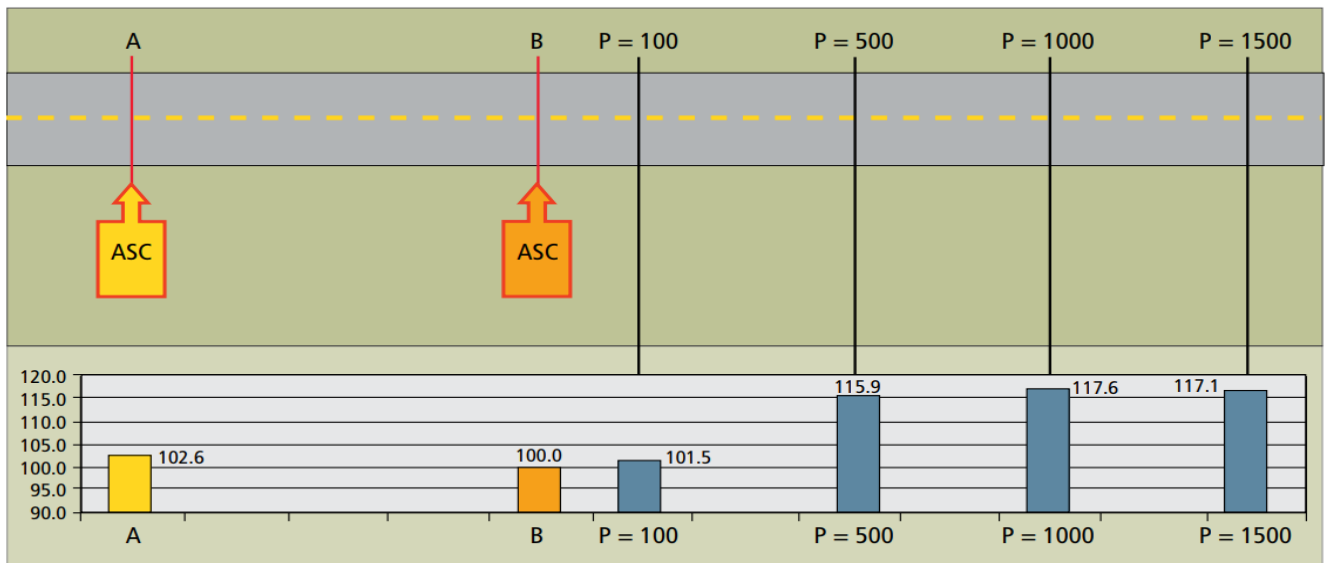 A B P = 100 P = 500 P = 1000 P = 1500
ASC ASC
120.0
115.0
110.0
105.0
100.0
95.0
90.0
102.6 100.0 101.5 115.9 117.6 117.1
A B P = 100 P = 500 P = 1000 P = 1500